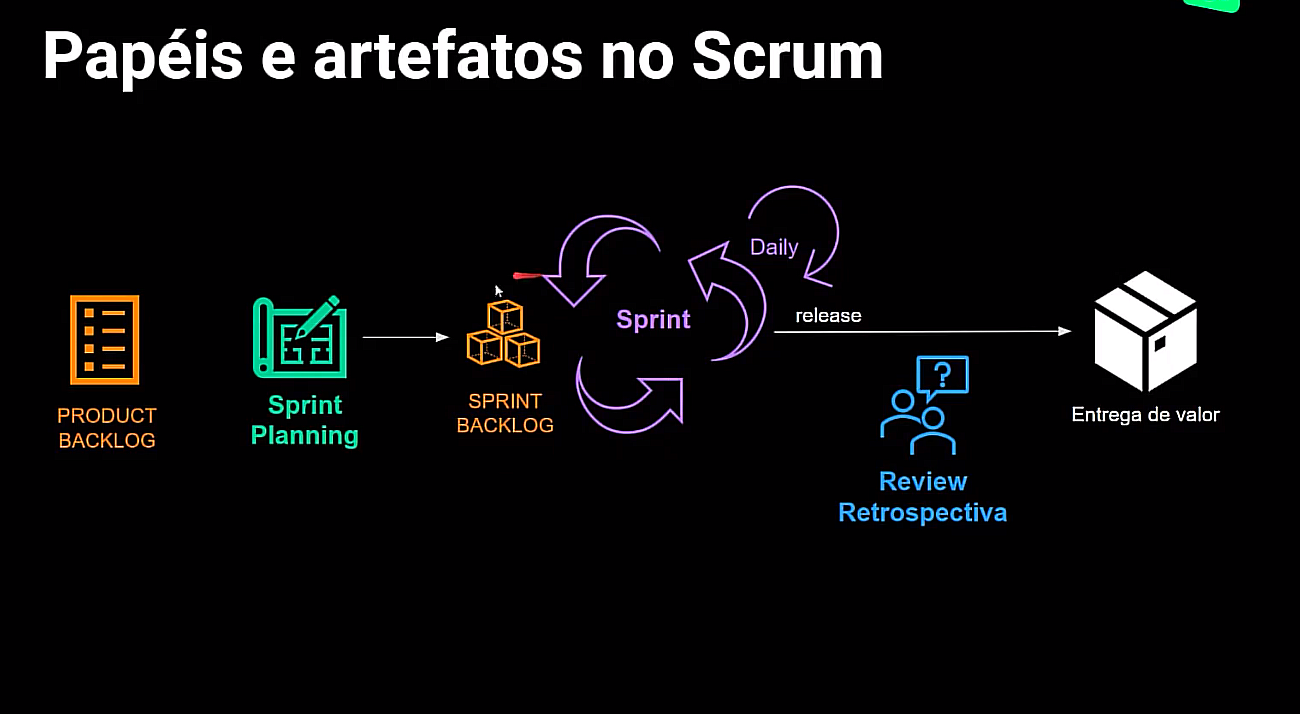 Papéis e artefatos no Scrum
PRODUCT
BACKLOG
Sprint
Planning
SPRINT
BACKLOG
Sprint
Daily
release
Review
Retrospectiva
?
Entrega de valor